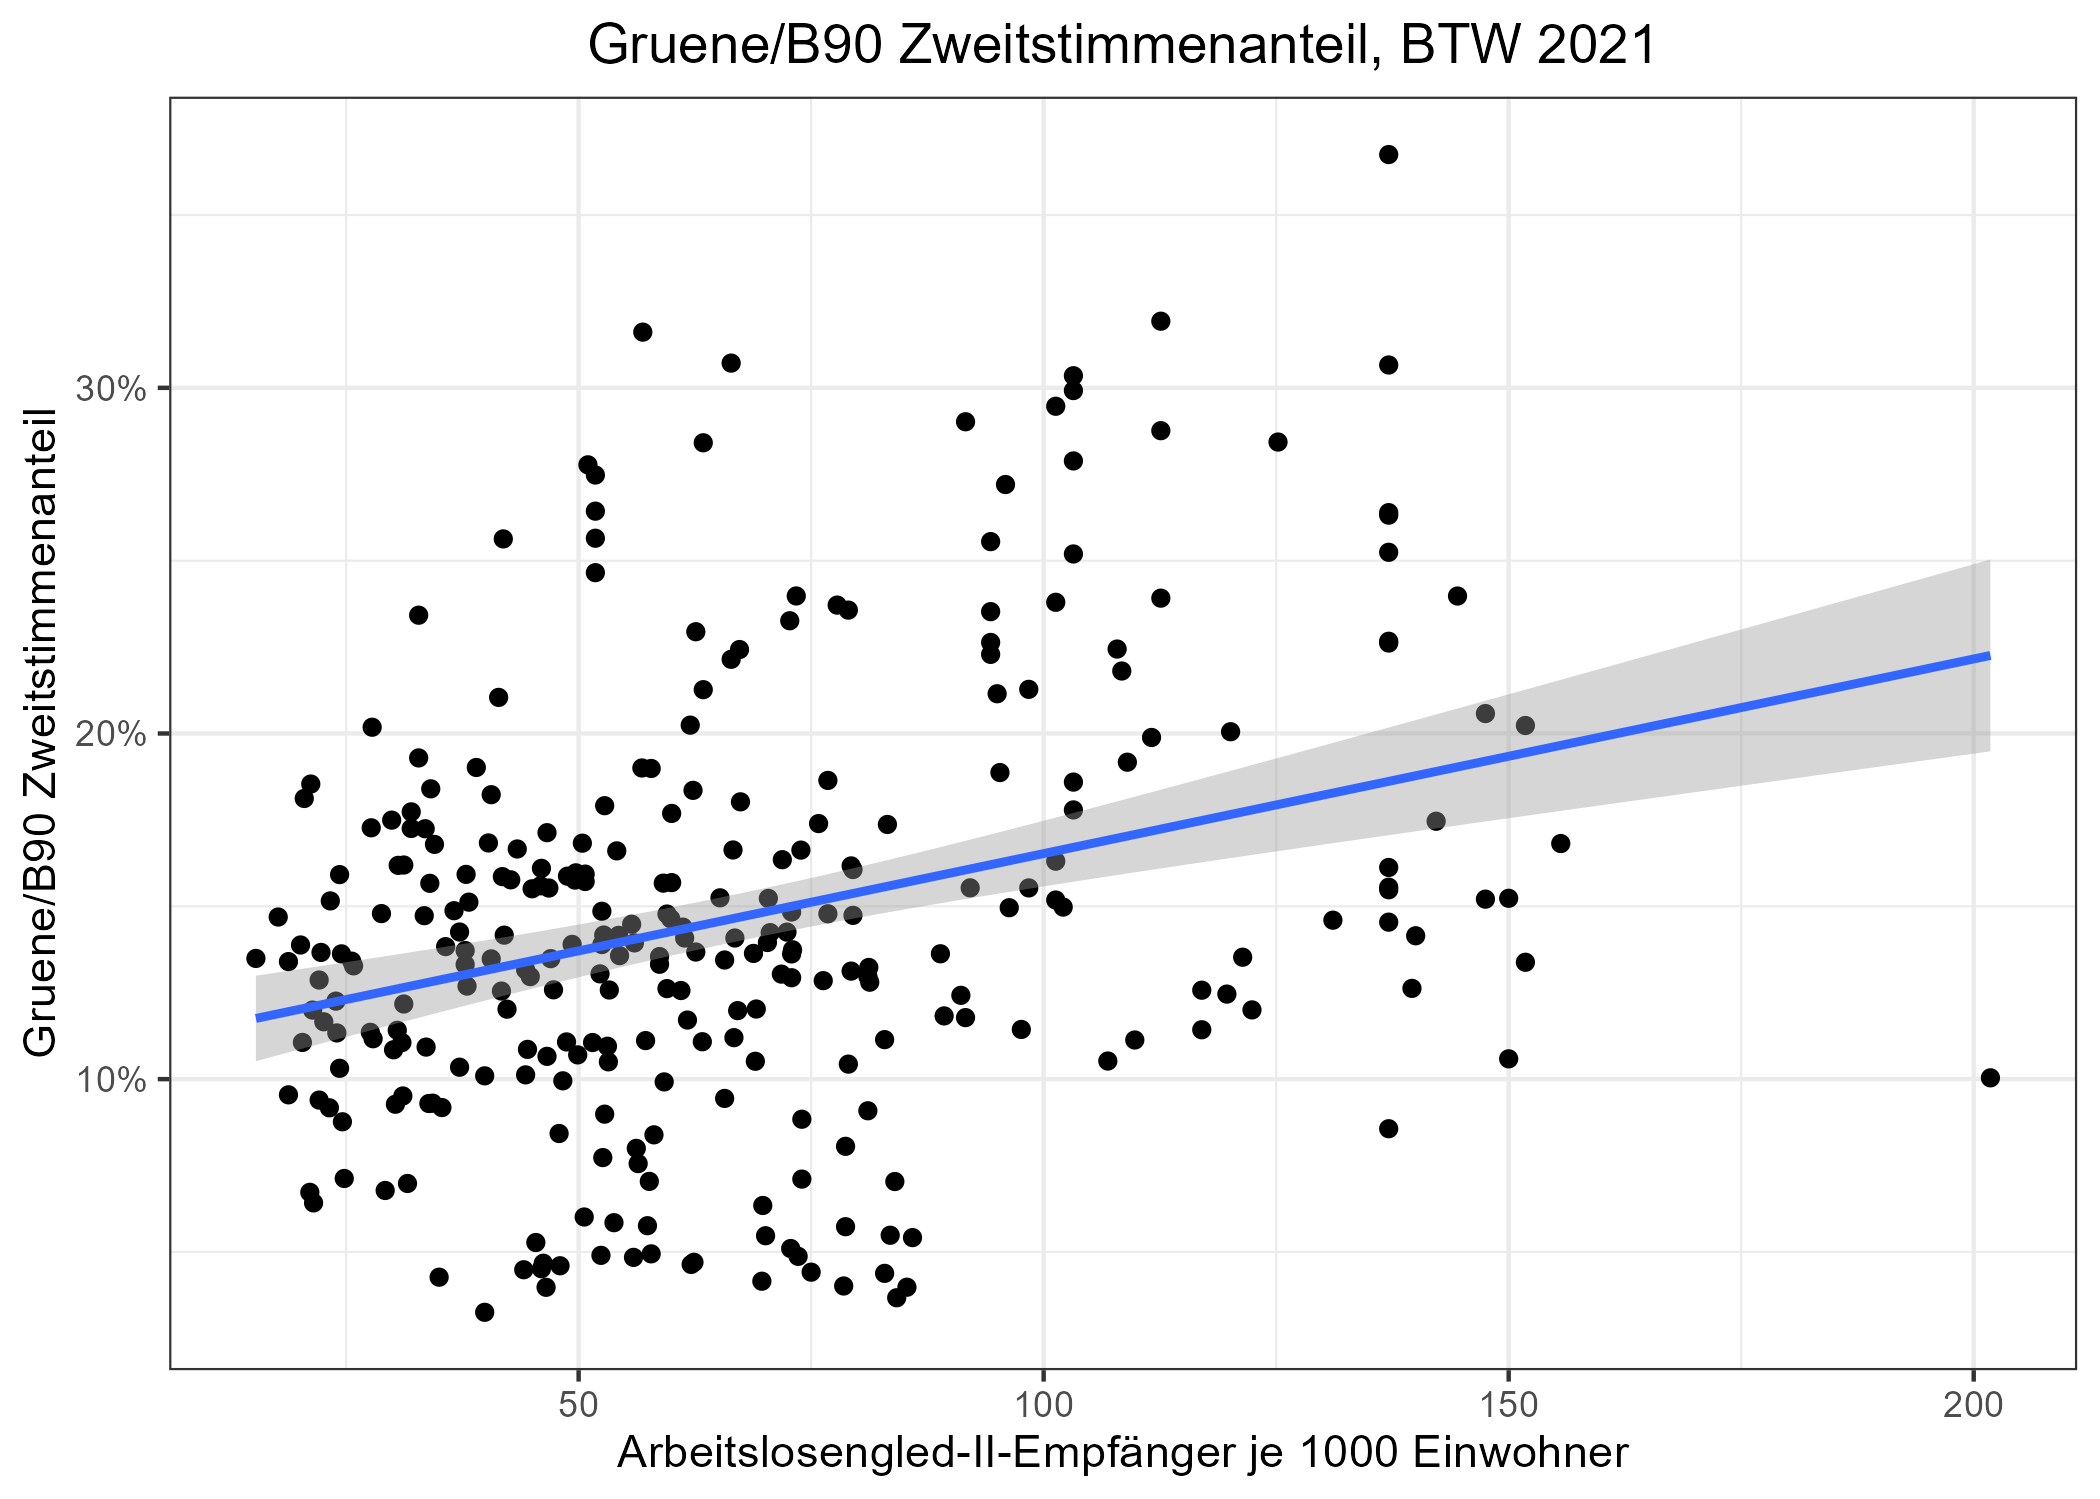 Gruene/B90 Zweitstimmenanteil, BTW 2021
Gruene/B90 Zweitstimmenanteil
30%
20%
10%
50
100
150
200
Arbeitslosengled-II-Empfänger je 1000 Einwohner